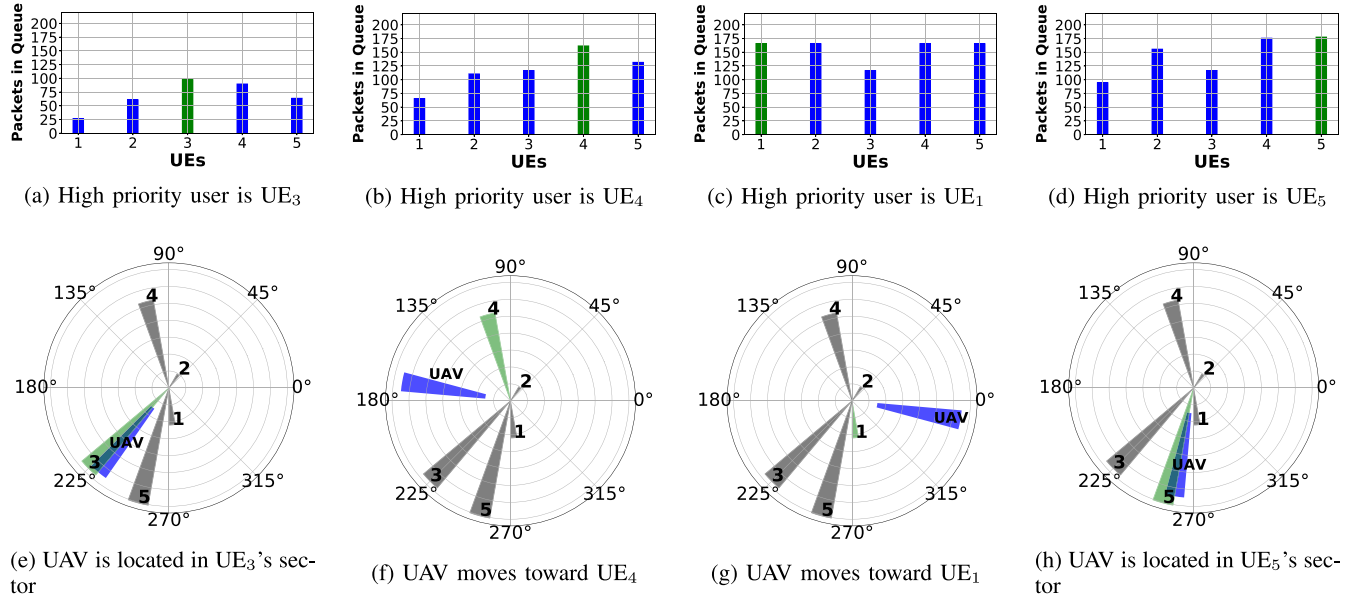 Packets in Queue
200
175
150
125
100
75
50
25
0
1 2 3 4 5
UEs
(a) High priority user is UE3
Packets in Queue
200
175
150
125
100
75
50
25
0
1 2 3 4 5
UEs
(b) High priority user is UE4
Packets in Queue
200
175
150
125
100
75
50
25
0
1 2 3 4 5
UEs
(c) High priority user is UE1
Packets in Queue
200
175
150
125
100
75
50
25
0
1 2 3 4 5
UEs
(d) High priority user is UE5
90°
135° 4 45°
2
180° 0°
1
UAV
3
225° 315°
5
270°
(e) UAV is located in UE3's sec-
tor
90°
135° 4 45°
UAV 2
180° 0°
1
3
225° 315°
5
270°
(f) UAV moves toward UE4
90°
135° 4 45°
2
180° 0°
UAV
1
3
225° 315°
5
270°
(g) UAV moves toward UE1
90°
135° 4 45°
2
180° 0°
1
3 UAV
225° 315°
5
270°
(h) UAV is located in UE5's sec-
tor